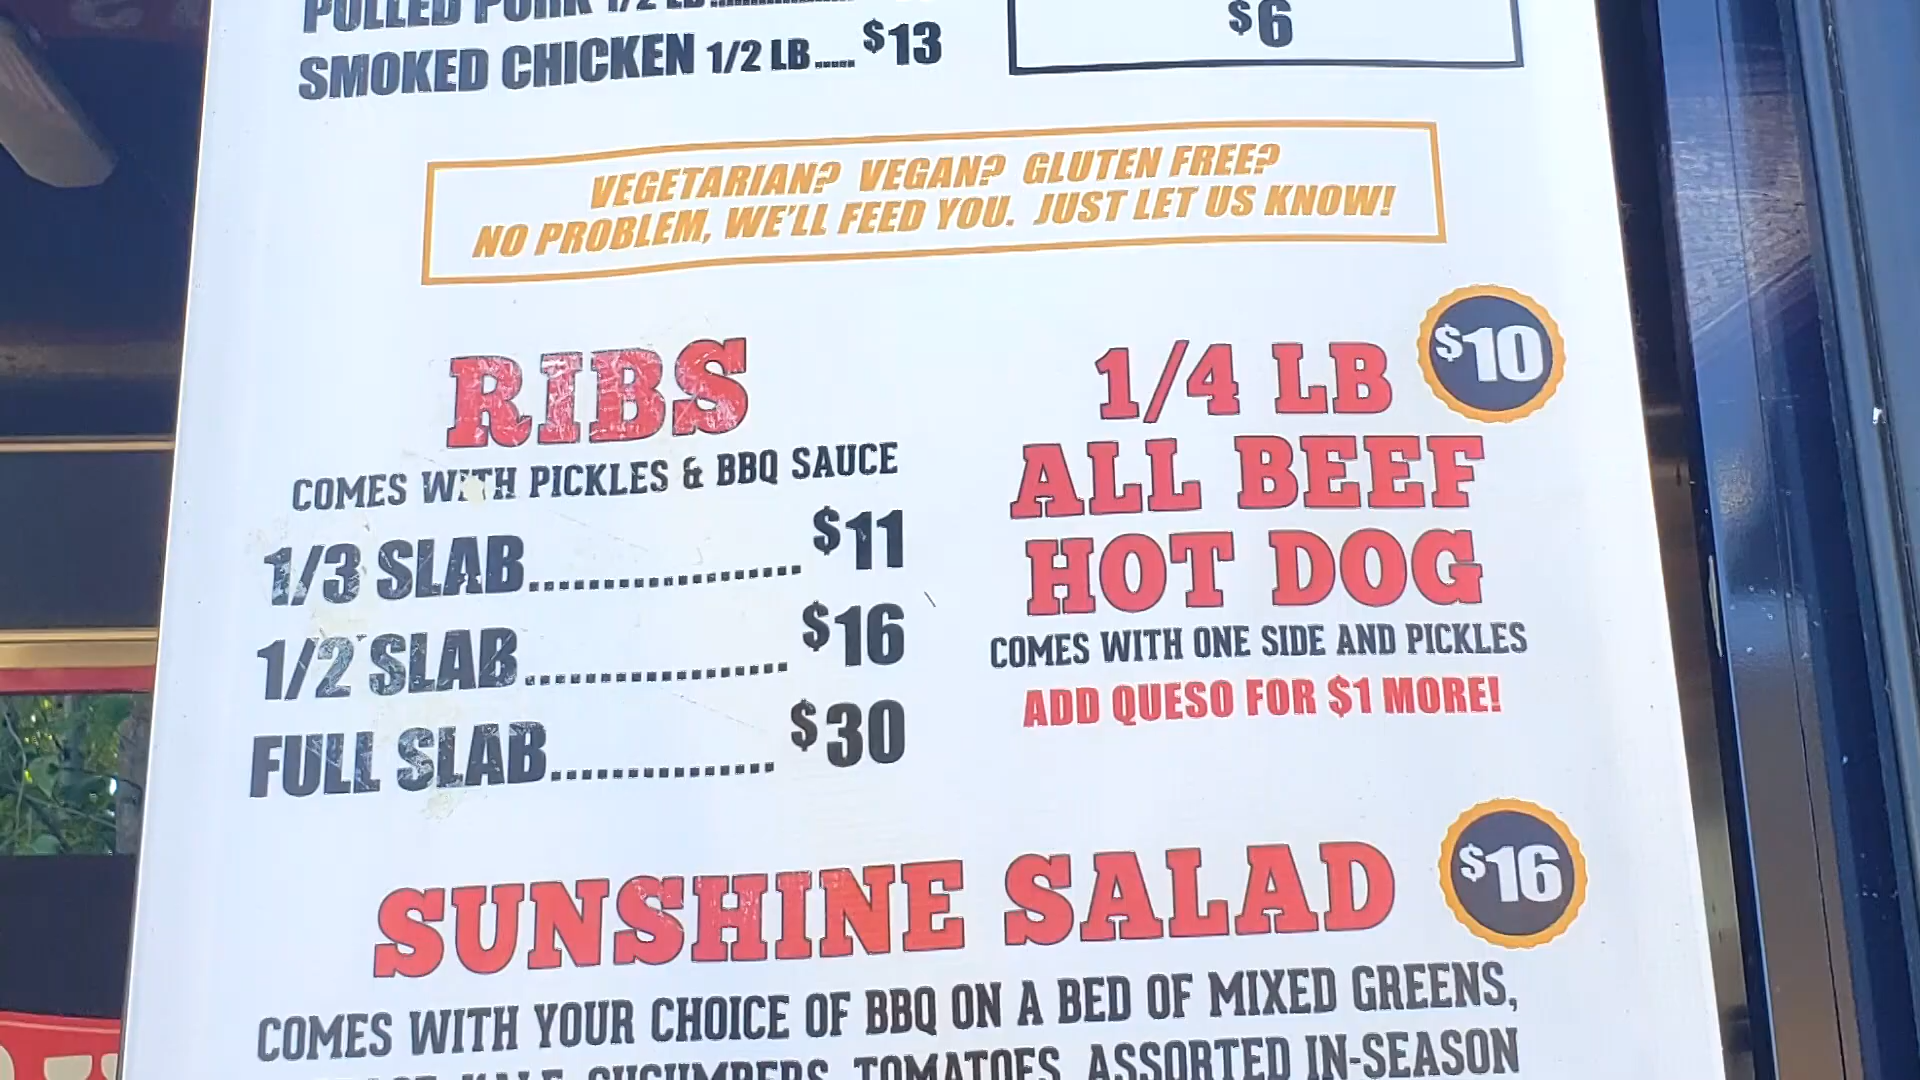 PULLED PORK 1/2 LB
SMOKED CHICKEN 1/2 LB..... $13
$6
VEGETARIAN? VEGAN? GLUTEN FREE?
NO PROBLEM, WE'LL FEED YOU. JUST LET US KNOW!
RIBS
COMES WITH PICKLES & BBQ SAUCE
1/3 SLAB.................. $11
1/2 SLAB.................. $16
FULL SLAB............... $30
1/4 LB $10
ALL BEEF
HOT DOG
COMES WITH ONE SIDE AND PICKLES
ADD QUESO FOR $1 MORE!
SUNSHINE SALAD $16
COMES WITH YOUR CHOICE OF BBQ ON A BED OF MIXED GREENS,
KALE, CUCUMBERS, TOMATOES, ASSORTED IN-SEASON